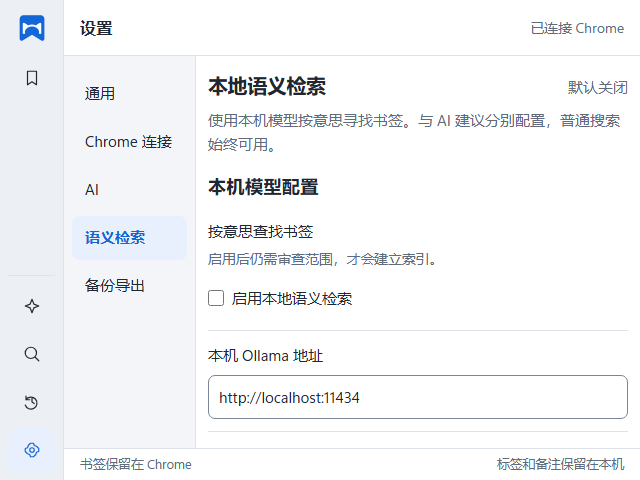 设置
已连接 Chrome
通用
Chrome 连接
AI
语义检索
备份导出
本地语义检索
默认关闭
使用本机模型按意思寻找书签。与 AI 建议分别配置，普通搜索
始终可用。
本机模型配置
按意思查找书签
启用后仍需审查范围，才会建立索引。
启用本地语义检索
本机 Ollama 地址
http://localhost:11434
书签保留在 Chrome
标签和备注保留在本机